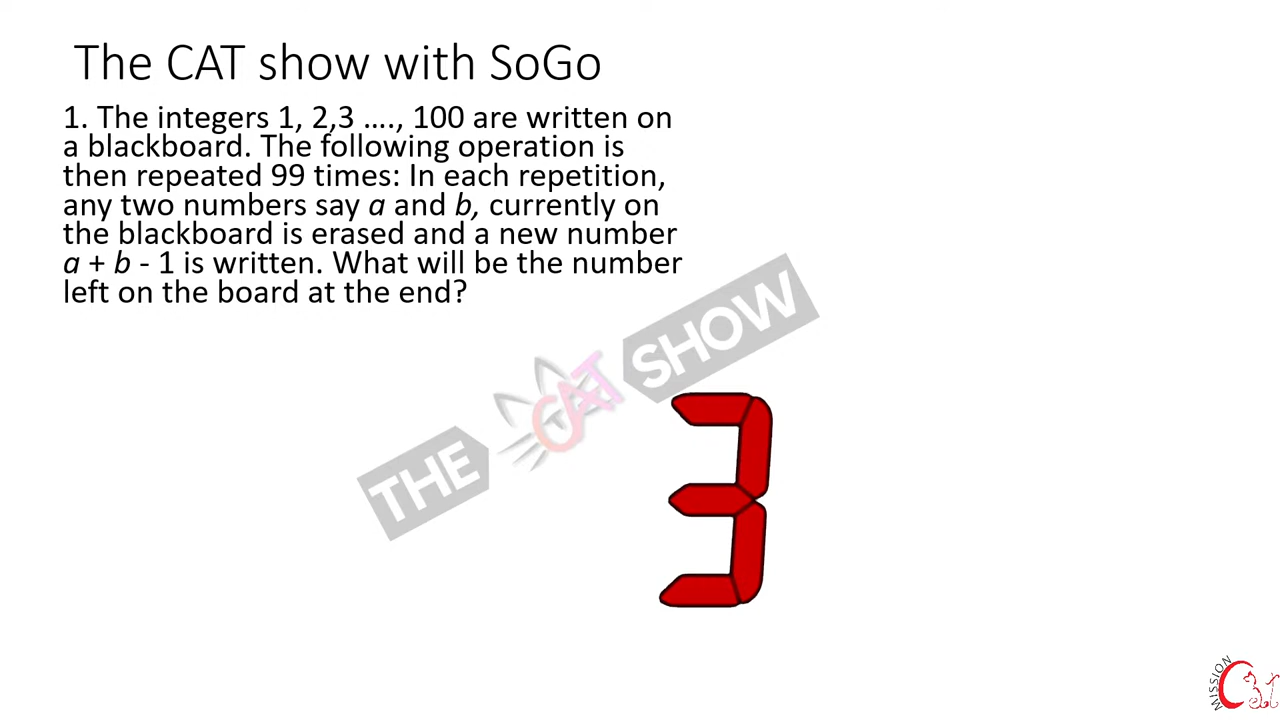 The CAT show with SoGo
1. The integers 1, 2,3 …., 100 are written on
a blackboard. The following operation is
then repeated 99 times: In each repetition,
any two numbers say a and b, currently on
the blackboard is erased and a new number
a + b - 1 is written. What will be the number
left on the board at the end?
THE CAT SHOW
3
MISSION
Cat